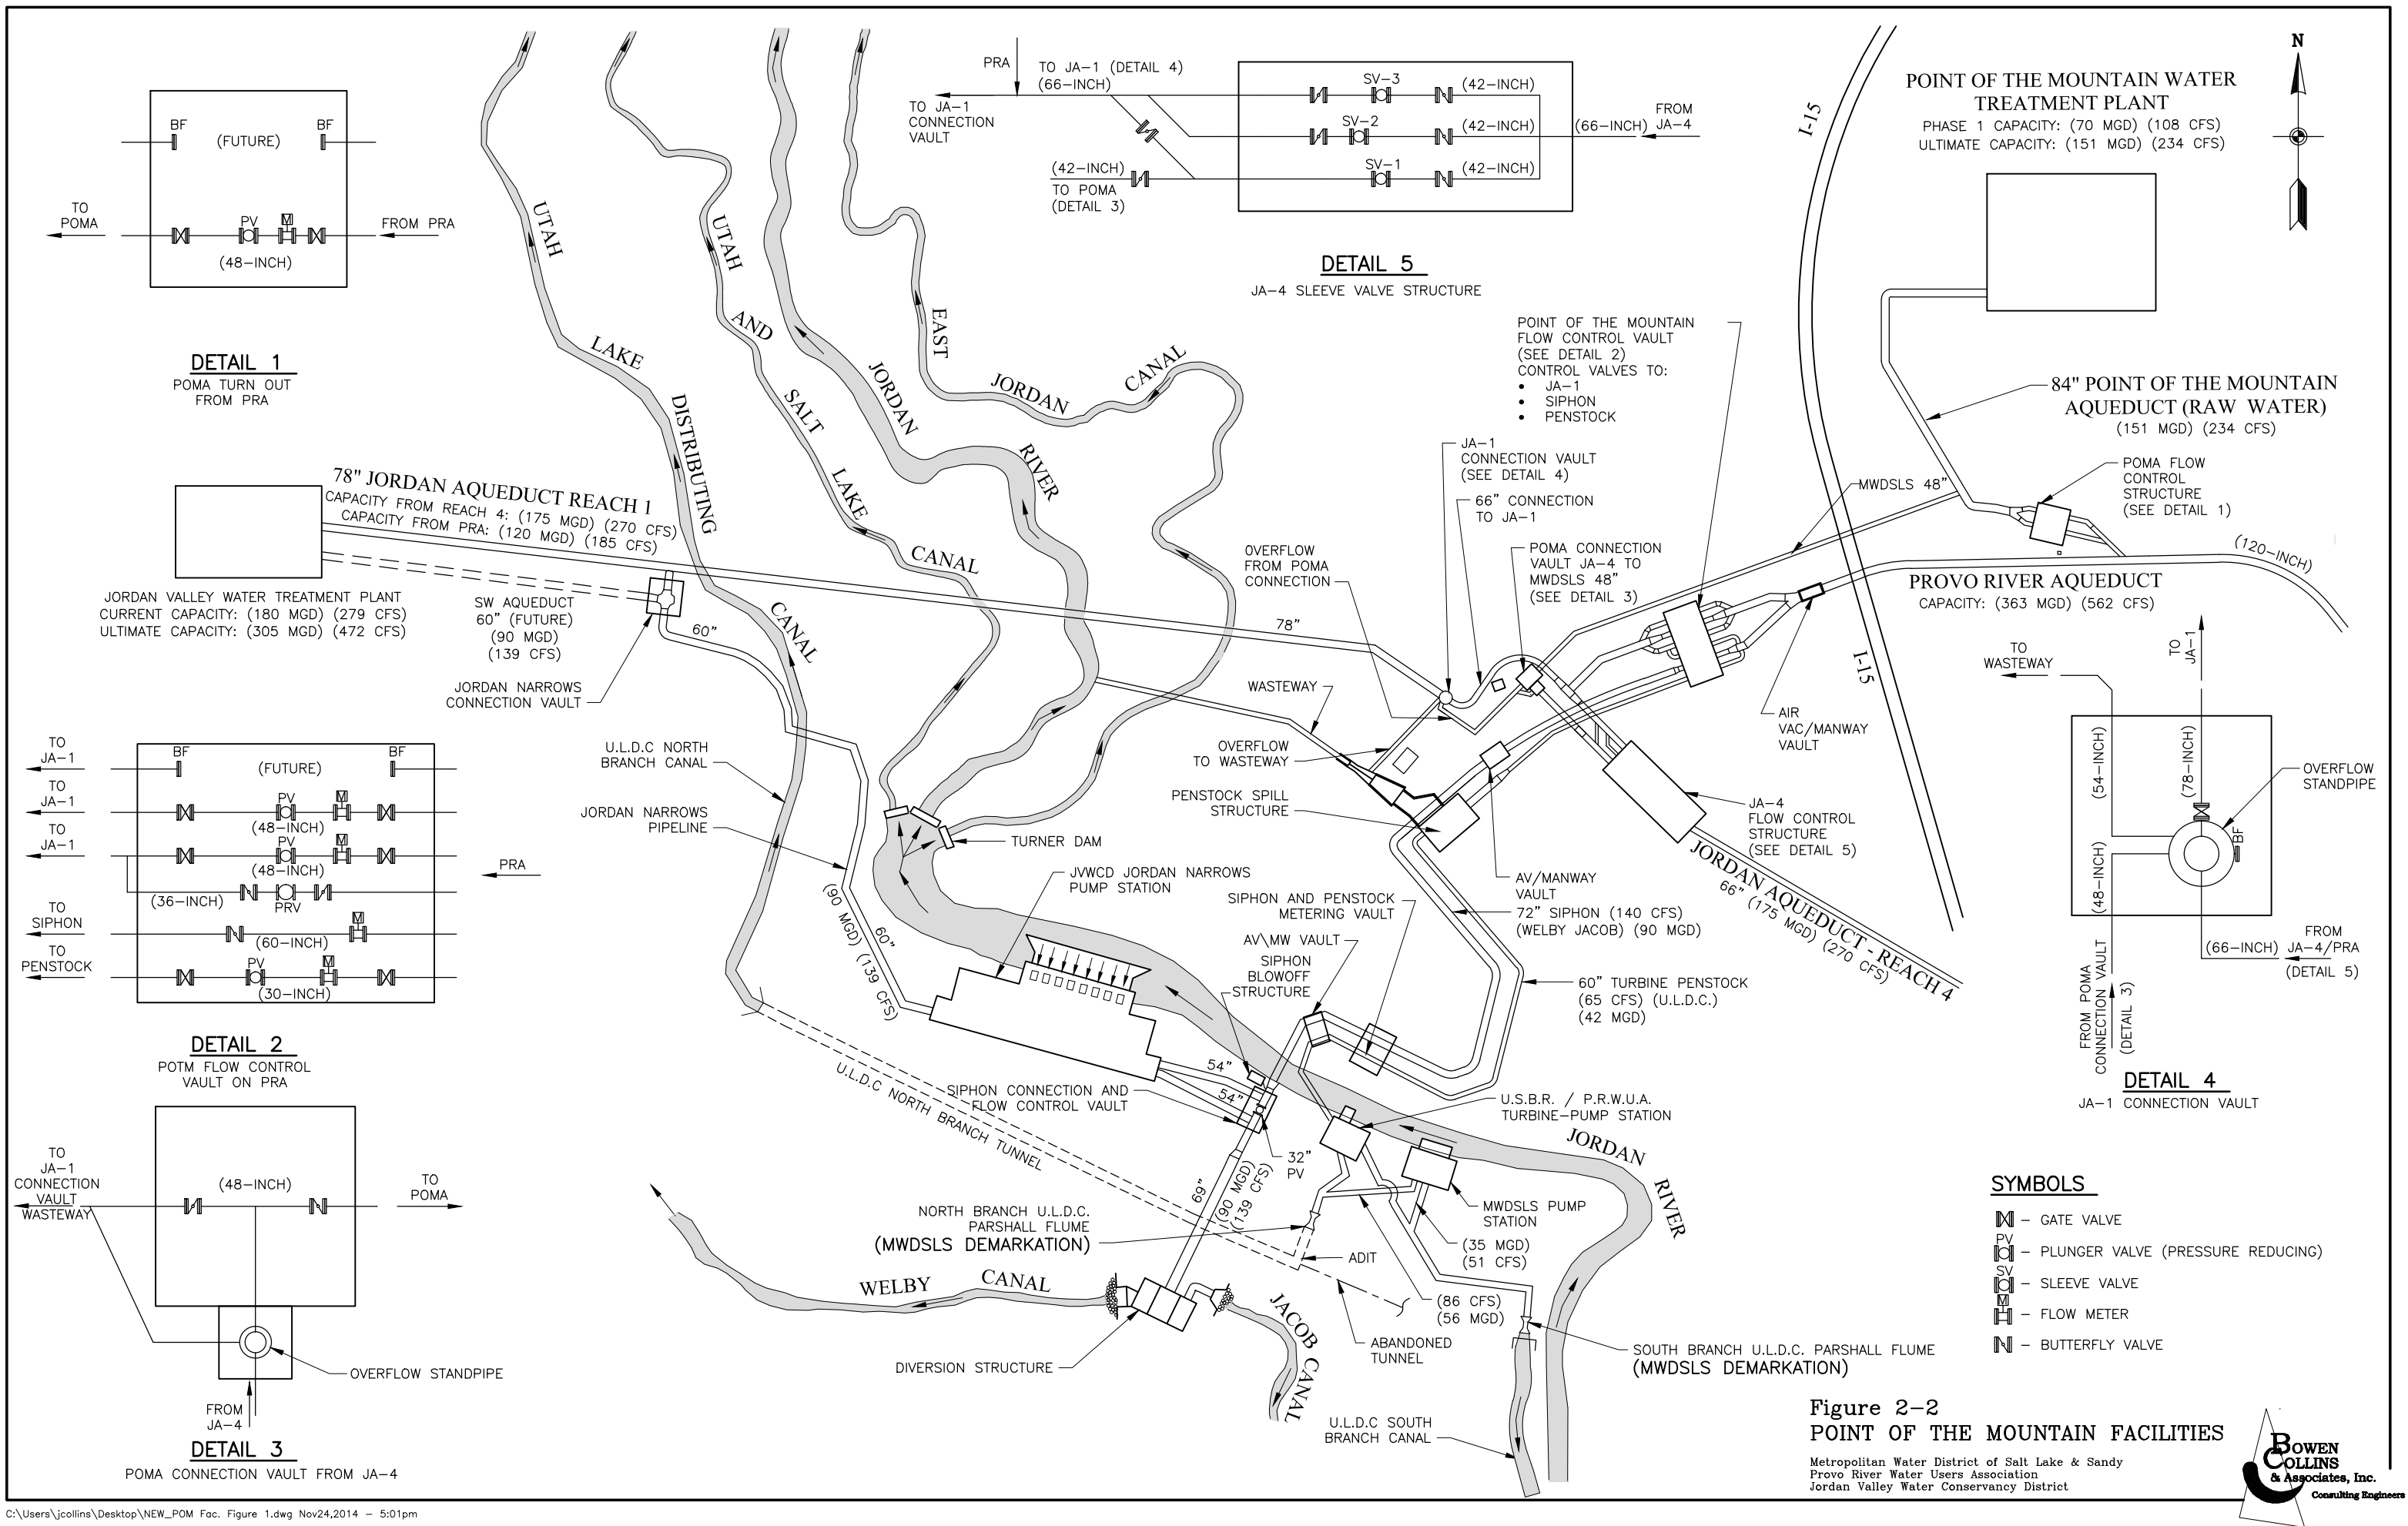 BF
(FUTURE)
BF
TO
POMA
PV
M
FROM PRA
(48-INCH)
DETAIL 1
POMA TURN OUT
FROM PRA
PRA
TO JA-1 (DETAIL 4)
(66-INCH)
TO JA-1
CONNECTION
VAULT
SV-3
(42-INCH)
SV-2
(42-INCH)
SV-1
(42-INCH)
(66-INCH)
FROM
JA-4
(42-INCH)
TO POMA
(DETAIL 3)
DETAIL 5
JA-4 SLEEVE VALVE STRUCTURE
I-15
POINT OF THE MOUNTAIN WATER
TREATMENT PLANT
PHASE 1 CAPACITY: (70 MGD) (108 CFS)
ULTIMATE CAPACITY: (151 MGD) (234 CFS)
N
UTAH
LAKE
DISTRIBUTING
CANAL
UTAH
AND
SALT
LAKE
CANAL
JORDAN
RIVER
EAST
JORDAN
CANAL
POINT OF THE MOUNTAIN
FLOW CONTROL VAULT
(SEE DETAIL 2)
CONTROL VALVES TO:
• JA-1
• SIPHON
• PENSTOCK
84" POINT OF THE MOUNTAIN
AQUEDUCT (RAW WATER)
(151 MGD) (234 CFS)
JA-1
CONNECTION VAULT
(SEE DETAIL 4)
66" CONNECTION
TO JA-1
MWDSLS 48"
POMA FLOW
CONTROL
STRUCTURE
(SEE DETAIL 1)
78" JORDAN AQUEDUCT REACH 1
CAPACITY FROM REACH 4: (175 MGD) (270 CFS)
CAPACITY FROM PRA: (120 MGD) (185 CFS)
OVERFLOW
FROM POMA
CONNECTION
POMA CONNECTION
VAULT JA-4 TO
MWDSLS 48"
(SEE DETAIL 3)
(120-INCH)
PROVO RIVER AQUEDUCT
CAPACITY: (363 MGD) (562 CFS)
JORDAN VALLEY WATER TREATMENT PLANT
CURRENT CAPACITY: (180 MGD) (279 CFS)
ULTIMATE CAPACITY: (305 MGD) (472 CFS)
SW AQUEDUCT
60" (FUTURE)
(90 MGD)
(139 CFS)
60"
78"
JORDAN NARROWS
CONNECTION VAULT
WASTEWAY
I-15
AIR
VAC/MANWAY
VAULT
TO
WASTEWAY
TO
JA-1
(54-INCH)
(78-INCH)
OVERFLOW
STANDPIPE
BF
(48-INCH)
FROM POMA
CONNECTION VAULT
(DETAIL 3)
(66-INCH)
FROM
JA-4/PRA
(DETAIL 5)
DETAIL 4
JA-1 CONNECTION VAULT
TO
JA-1
BF
(FUTURE)
BF
TO
JA-1
PV
M
(48-INCH)
TO
JA-1
PV
M
(48-INCH)
PRA
(36-INCH)
PRV
TO
SIPHON
M
(60-INCH)
TO
PENSTOCK
PV
M
(30-INCH)
DETAIL 2
POTM FLOW CONTROL
VAULT ON PRA
U.L.D.C NORTH
BRANCH CANAL
JORDAN NARROWS
PIPELINE
OVERFLOW
TO WASTEWAY
PENSTOCK SPILL
STRUCTURE
TURNER DAM
JVWCD JORDAN NARROWS
PUMP STATION
JA-4
FLOW CONTROL
STRUCTURE
(SEE DETAIL 5)
JORDAN AQUEDUCT - REACH 4
66" (175 MGD) (270 CFS)
AV/MANWAY
VAULT
72" SIPHON (140 CFS)
(WELBY JACOB) (90 MGD)
SIPHON AND PENSTOCK
METERING VAULT
AV\MW VAULT
SIPHON
BLOWOFF
STRUCTURE
60" TURBINE PENSTOCK
(65 CFS) (U.L.D.C.)
(42 MGD)
60"
(90 MGD) (139 CFS)
U.L.D.C NORTH BRANCH TUNNEL
54"
54"
SIPHON CONNECTION AND
FLOW CONTROL VAULT
U.S.B.R. / P.R.W.U.A.
TURBINE-PUMP STATION
JORDAN
RIVER
32"
PV
69"
(90 MGD)
(139 CFS)
NORTH BRANCH U.L.D.C.
PARSHALL FLUME
(MWDSLS DEMARKATION)
MWDSLS PUMP
STATION
(35 MGD)
(51 CFS)
ADIT
(86 CFS)
(56 MGD)
ABANDONED
TUNNEL
WELBY CANAL
JACOB CANAL
DIVERSION STRUCTURE
SOUTH BRANCH U.L.D.C. PARSHALL FLUME
(MWDSLS DEMARKATION)
U.L.D.C SOUTH
BRANCH CANAL
TO
JA-1
CONNECTION
VAULT
WASTEWAY
(48-INCH)
TO
POMA
OVERFLOW STANDPIPE
FROM
JA-4
DETAIL 3
POMA CONNECTION VAULT FROM JA-4
SYMBOLS
- GATE VALVE
PV
- PLUNGER VALVE (PRESSURE REDUCING)
SV
- SLEEVE VALVE
M
- FLOW METER
- BUTTERFLY VALVE
Figure 2-2
POINT OF THE MOUNTAIN FACILITIES
Metropolitan Water District of Salt Lake & Sandy
Provo River Water Users Association
Jordan Valley Water Conservancy District
BOWEN
COLLINS
& Associates, Inc.
Consulting Engineers
C:\Users\jcollins\Desktop\NEW_POM Fac. Figure 1.dwg Nov24,2014 - 5:01pm